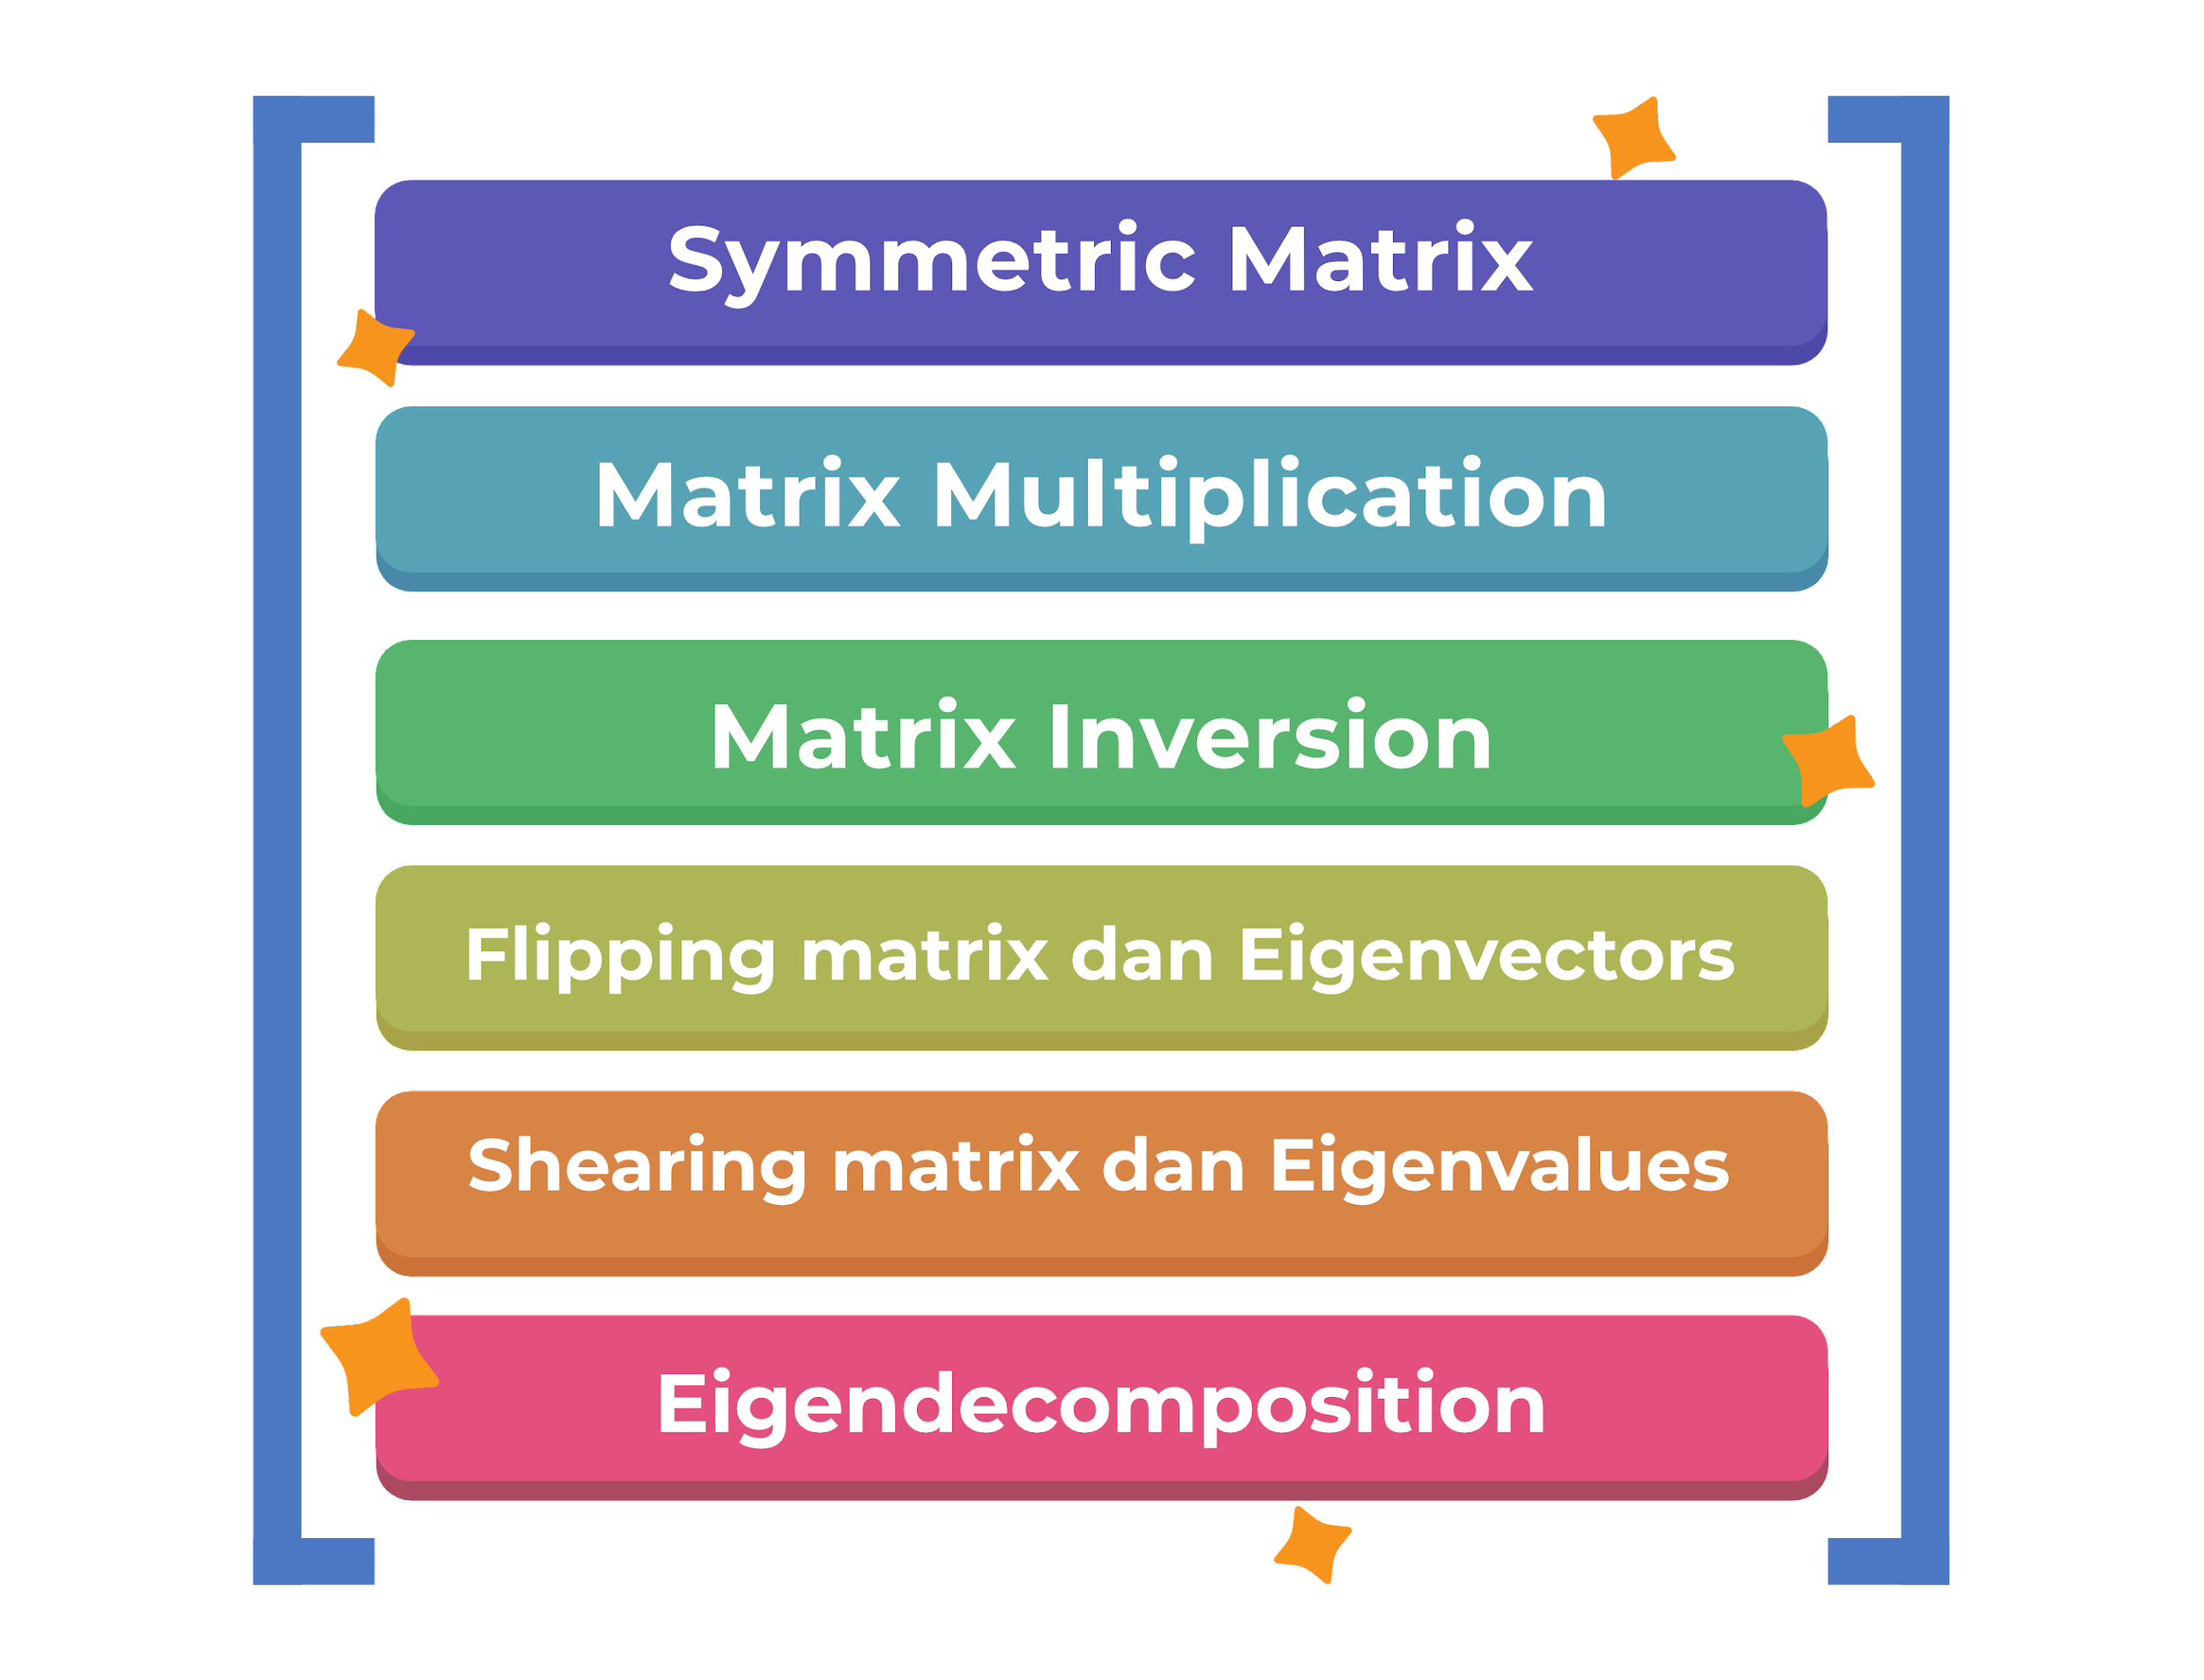 Symmetric Matrix
Matrix Multiplication
Matrix Inversion
Flipping matrix dan Eigenvectors
Shearing matrix dan Eigenvalues
Eigendecomposition